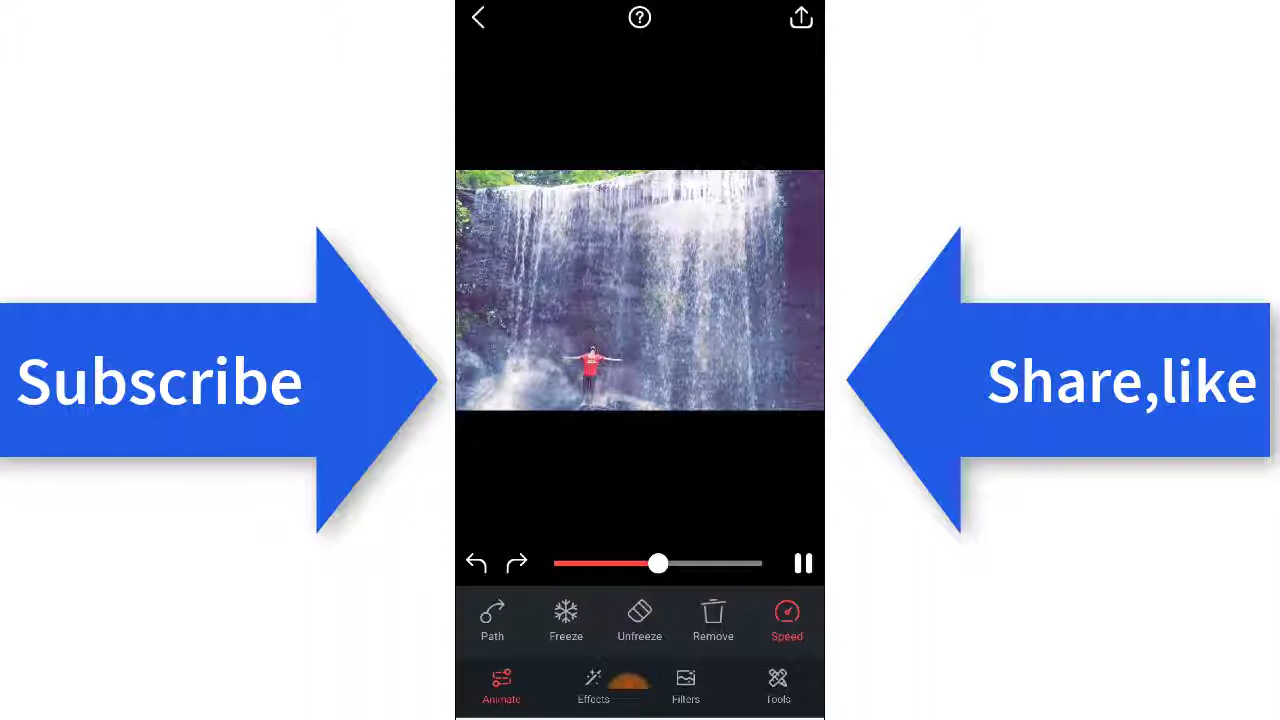 Subscribe
Share,like
Path
Freeze
Unfreeze
Remove
Speed
Animate
Effects
Filters
Tools